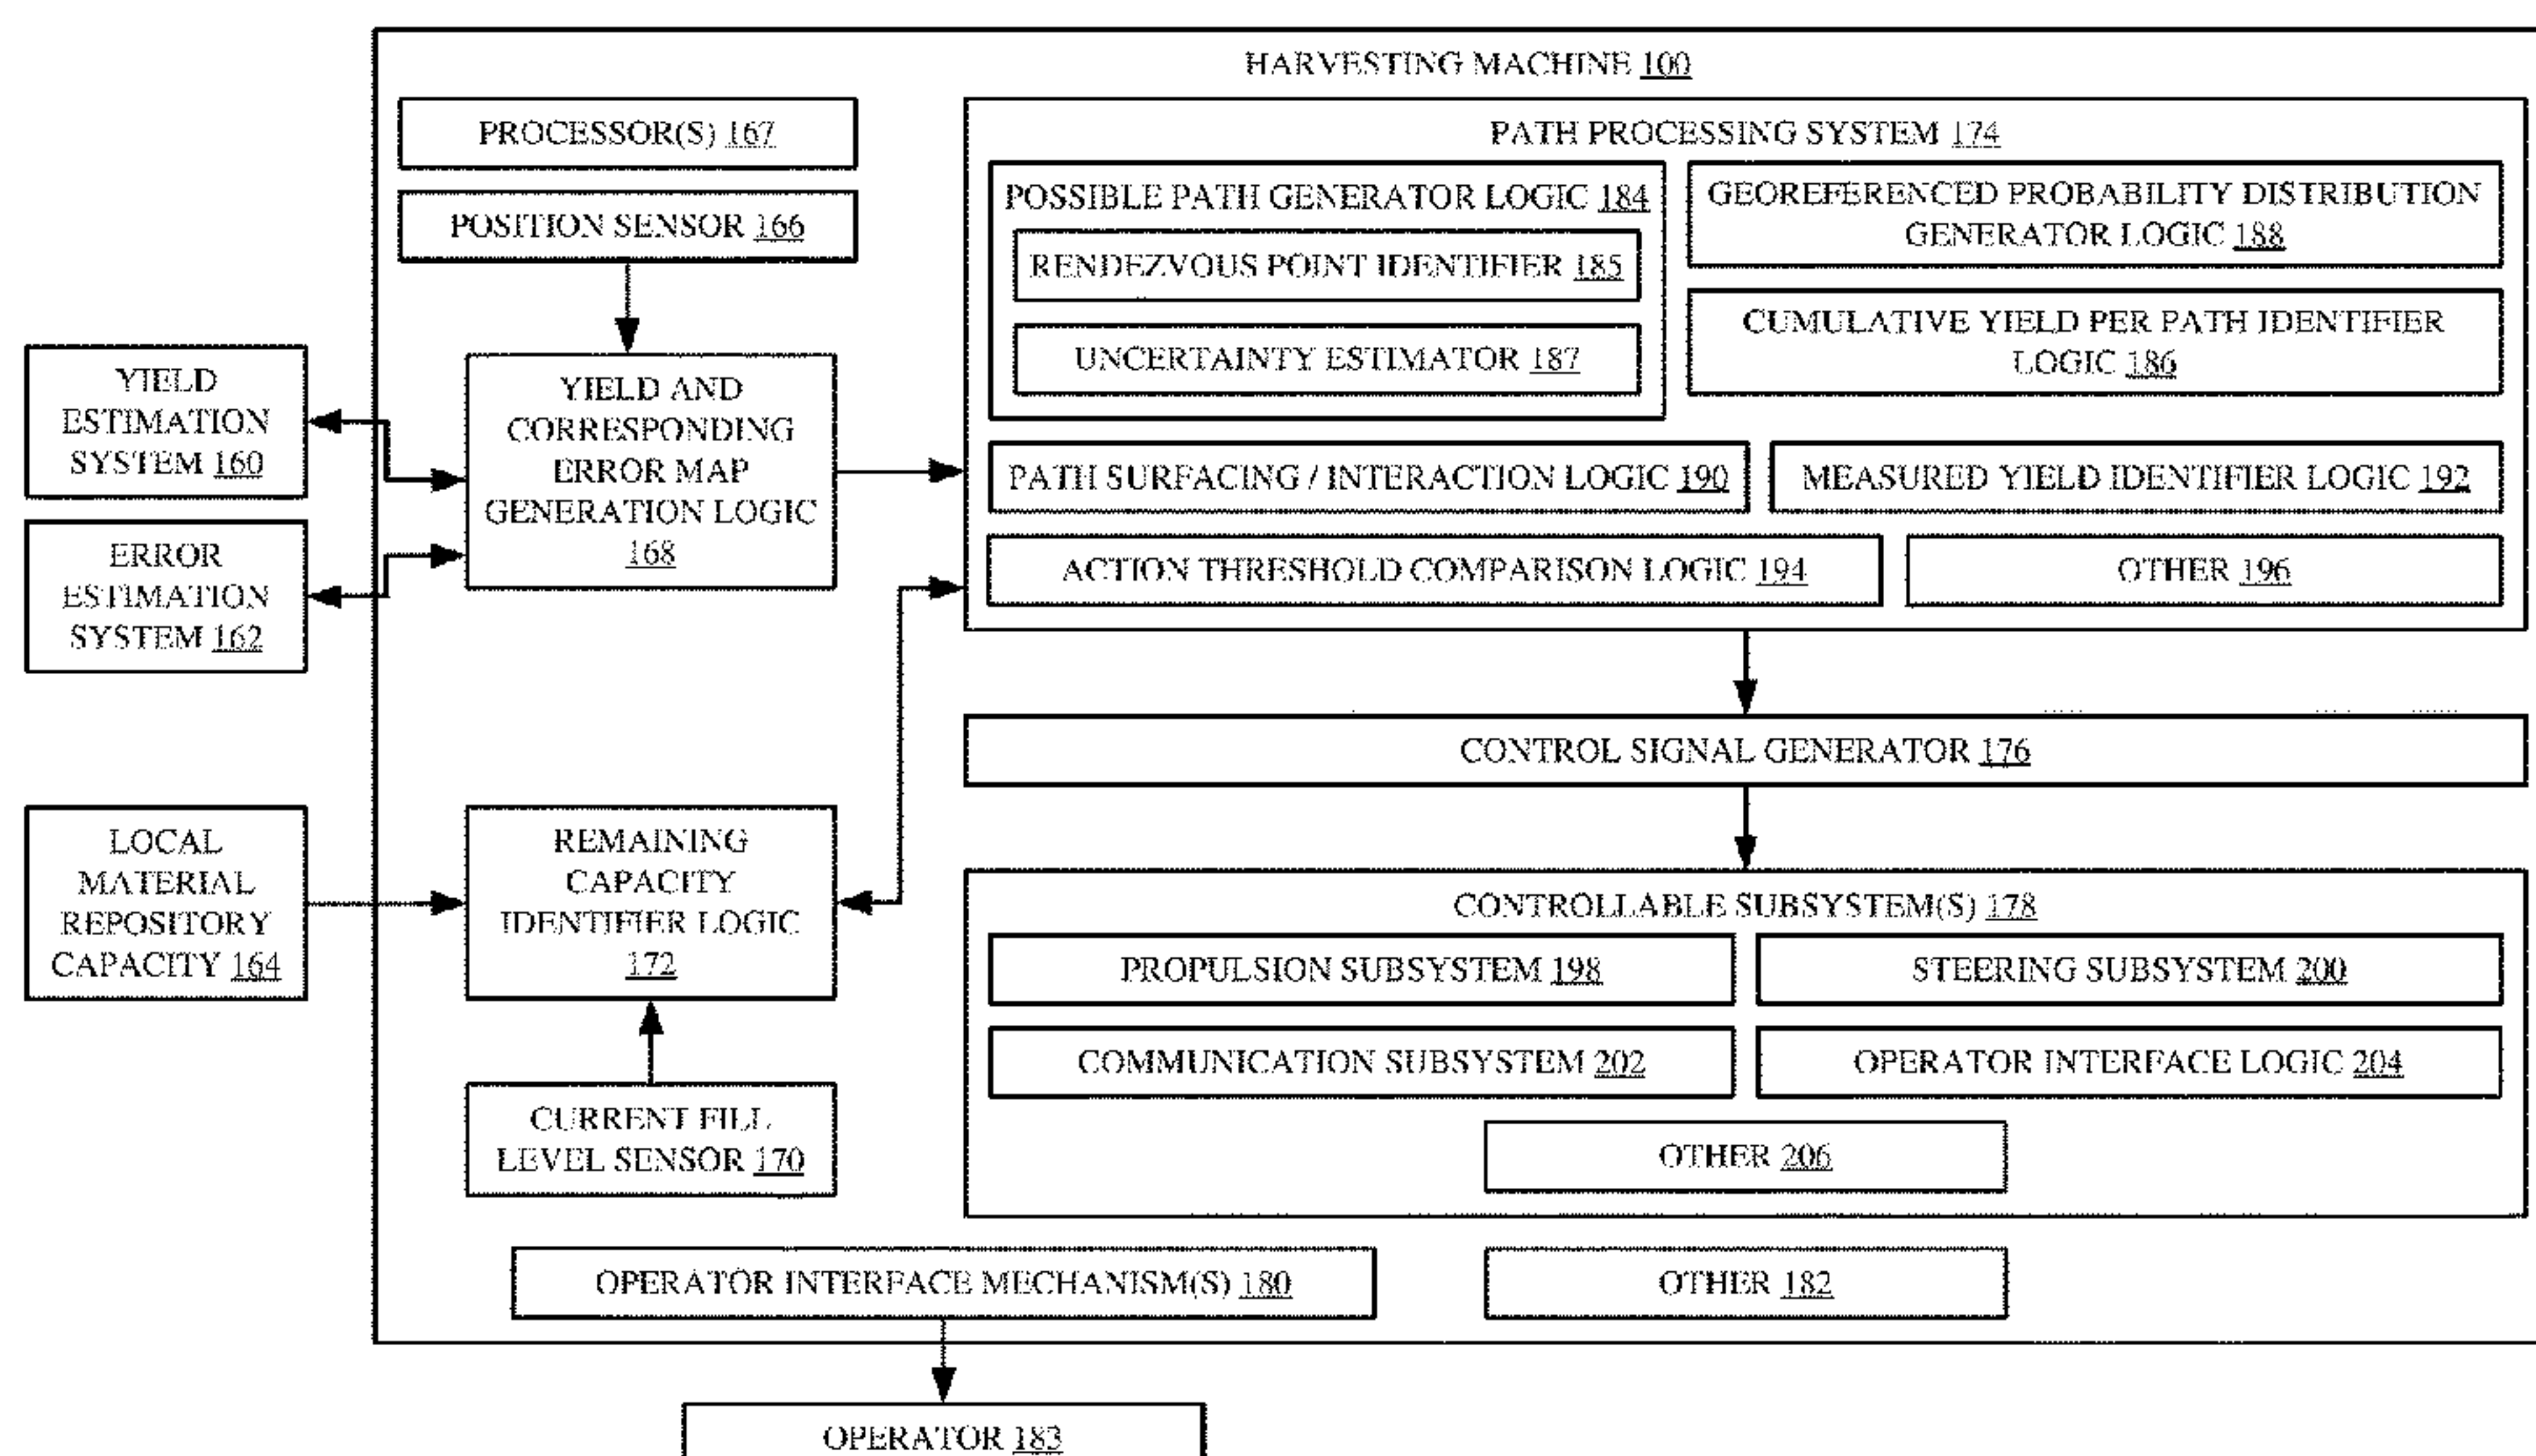 HARVESTING MACHINE 100
PROCESSOR(S) 167
POSITION SENSOR 166
YIELD
ESTIMATION
SYSTEM 160
ERROR
ESTIMATION
SYSTEM 162
YIELD AND
CORRESPONDING
ERROR MAP
GENERATION LOGIC
168
LOCAL
MATERIAL
REPOSITORY
CAPACITY 164
REMAINING
CAPACITY
IDENTIFIER LOGIC
172
CURRENT FILL
LEVEL SENSOR 170
PATH PROCESSING SYSTEM 174
POSSIBLE PATH GENERATOR LOGIC 184
RENDEZVOUS POINT IDENTIFIER 185
UNCERTAINTY ESTIMATOR 187
GEOREFERENCED PROBABILITY DISTRIBUTION
GENERATOR LOGIC 188
CUMULATIVE YIELD PER PATH IDENTIFIER
LOGIC 186
PATH SURFACING / INTERACTION LOGIC 190
MEASURED YIELD IDENTIFIER LOGIC 192
ACTION THRESHOLD COMPARISON LOGIC 194
OTHER 196
CONTROL SIGNAL GENERATOR 176
CONTROLLABLE SUBSYSTEM(S) 178
PROPULSION SUBSYSTEM 198
STEERING SUBSYSTEM 200
COMMUNICATION SUBSYSTEM 202
OPERATOR INTERFACE LOGIC 204
OTHER 206
OPERATOR INTERFACE MECHANISM(S) 180
OTHER 182
OPERATOR 183